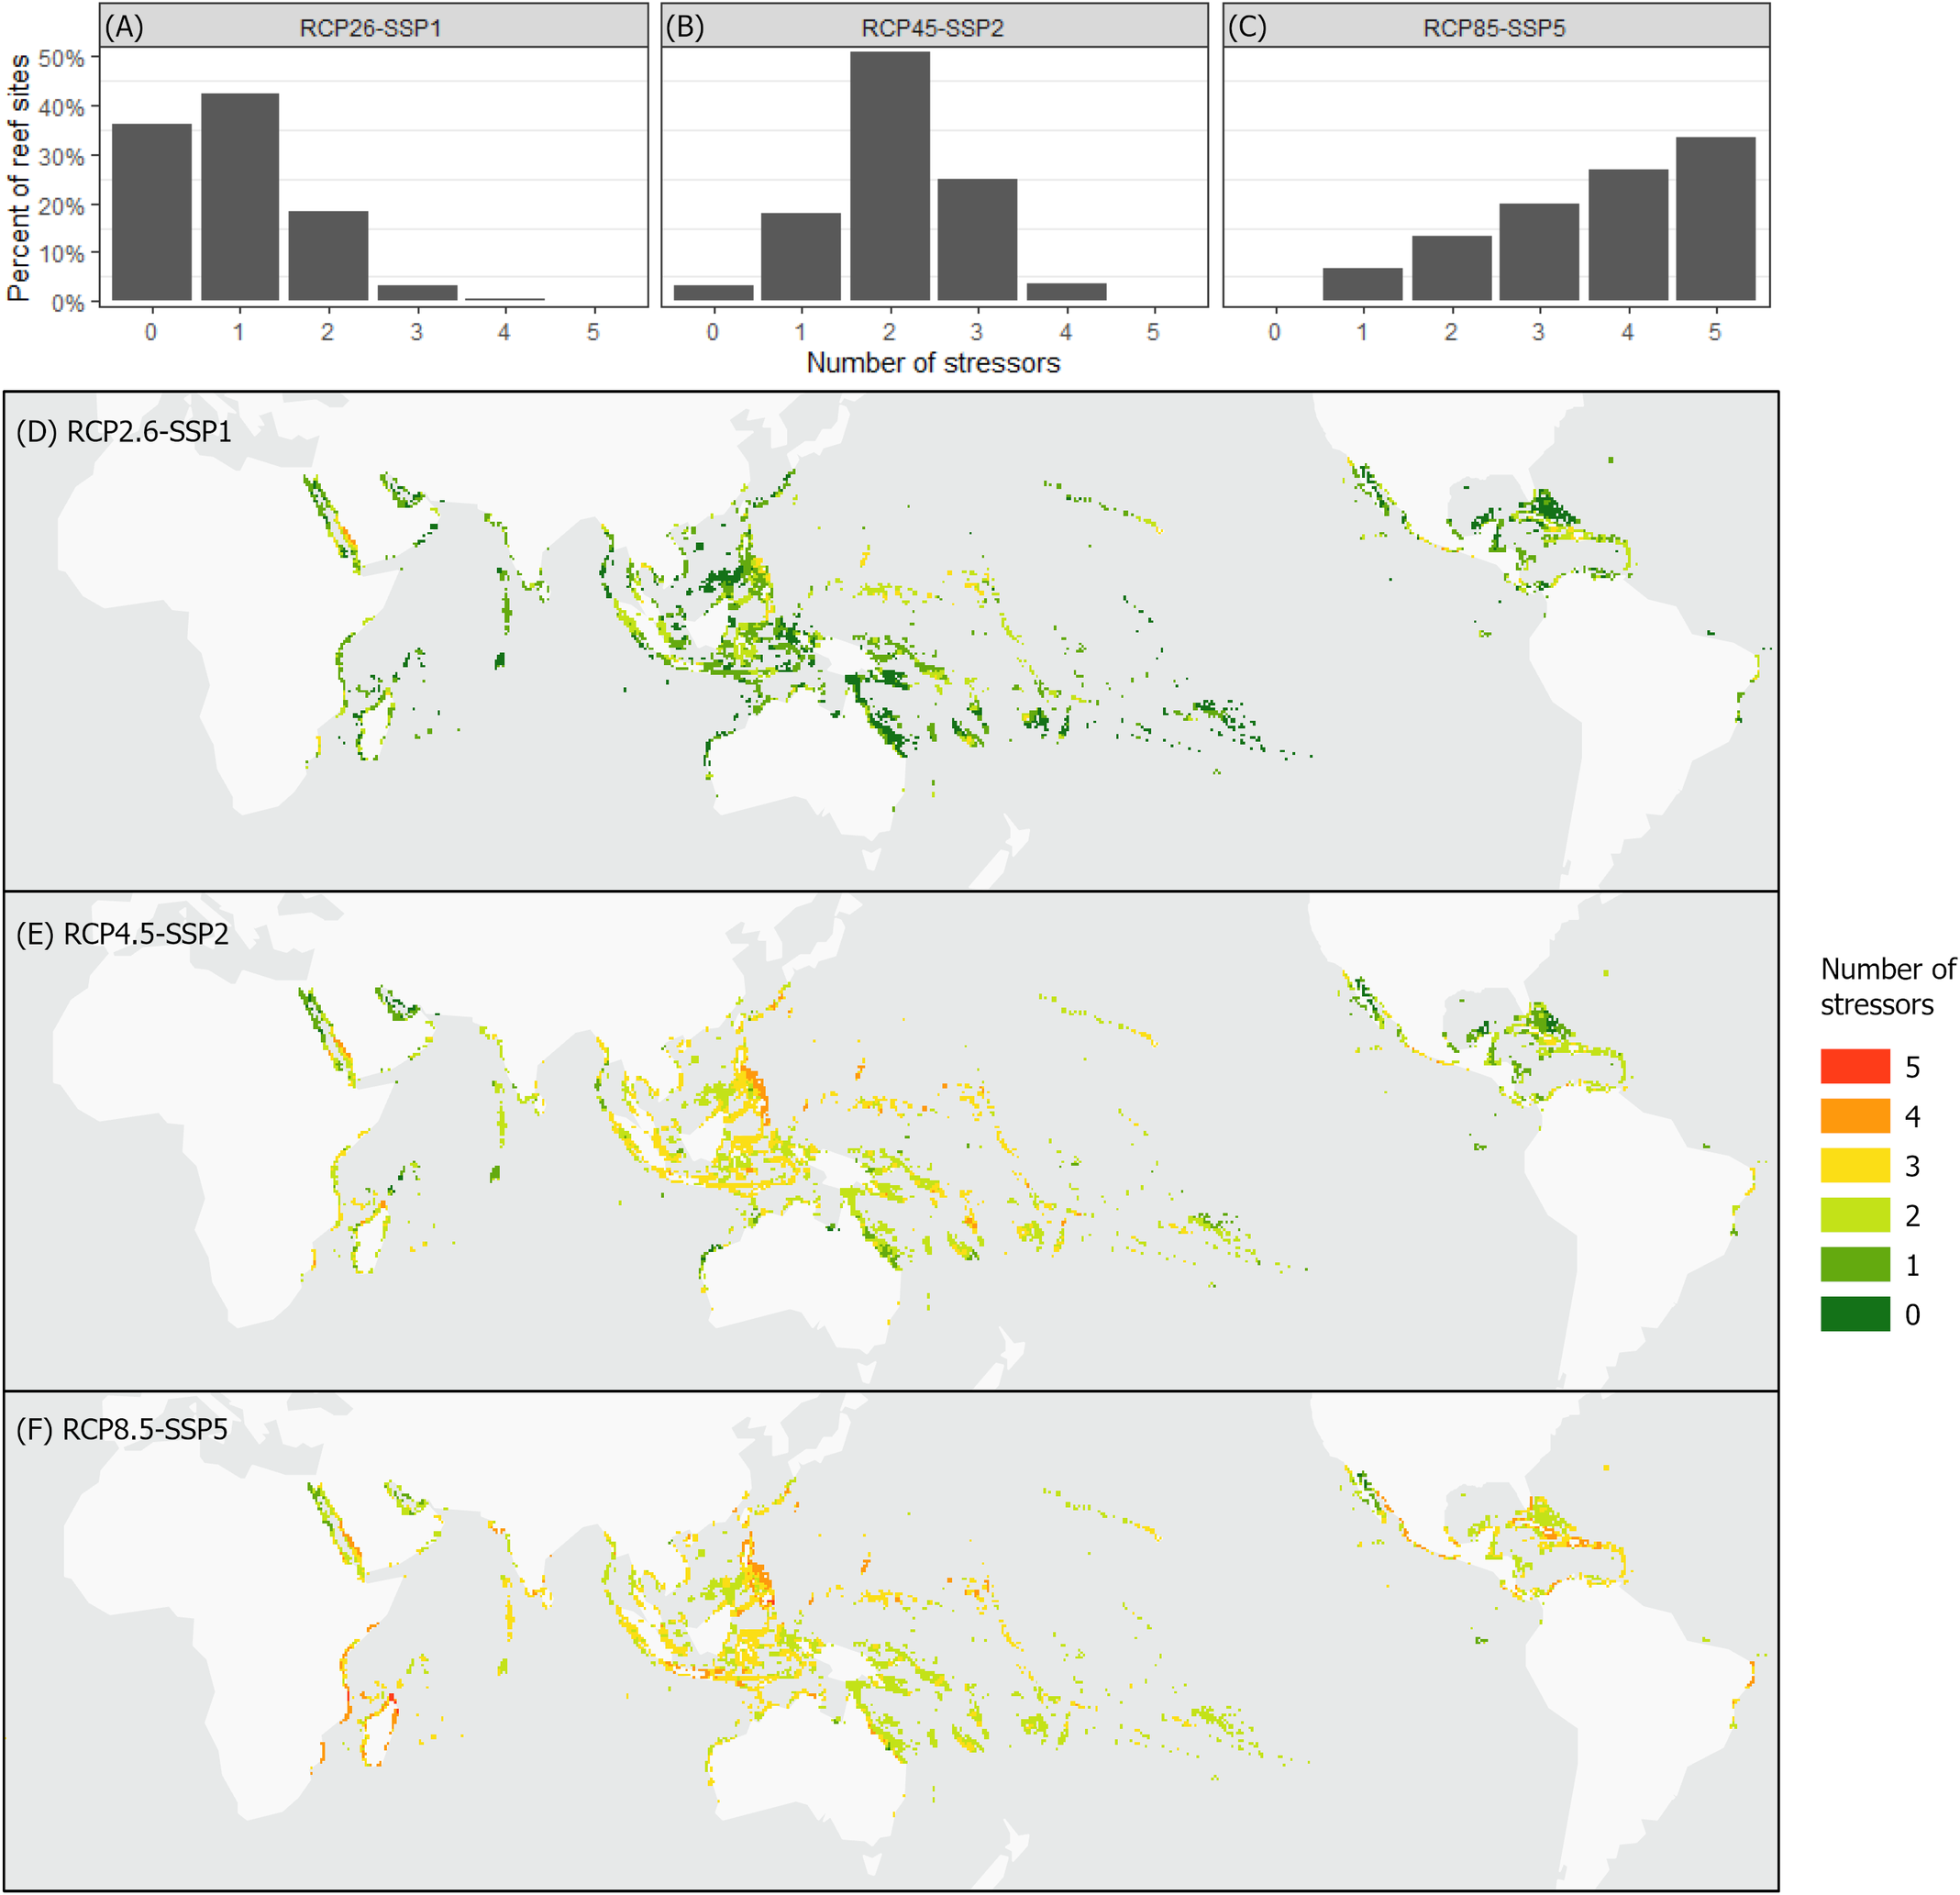 (A) RCP26-SSP1
(B) RCP45-SSP2
(C) RCP85-SSP5
Percent of reef sites
50%
40%
30%
20%
10%
0%
0 1 2 3 4 5
0 1 2 3 4 5
0 1 2 3 4 5
Number of stressors
(D) RCP2.6-SSP1
(E) RCP4.5-SSP2
(F) RCP8.5-SSP5
Number of
stressors
5
4
3
2
1
0